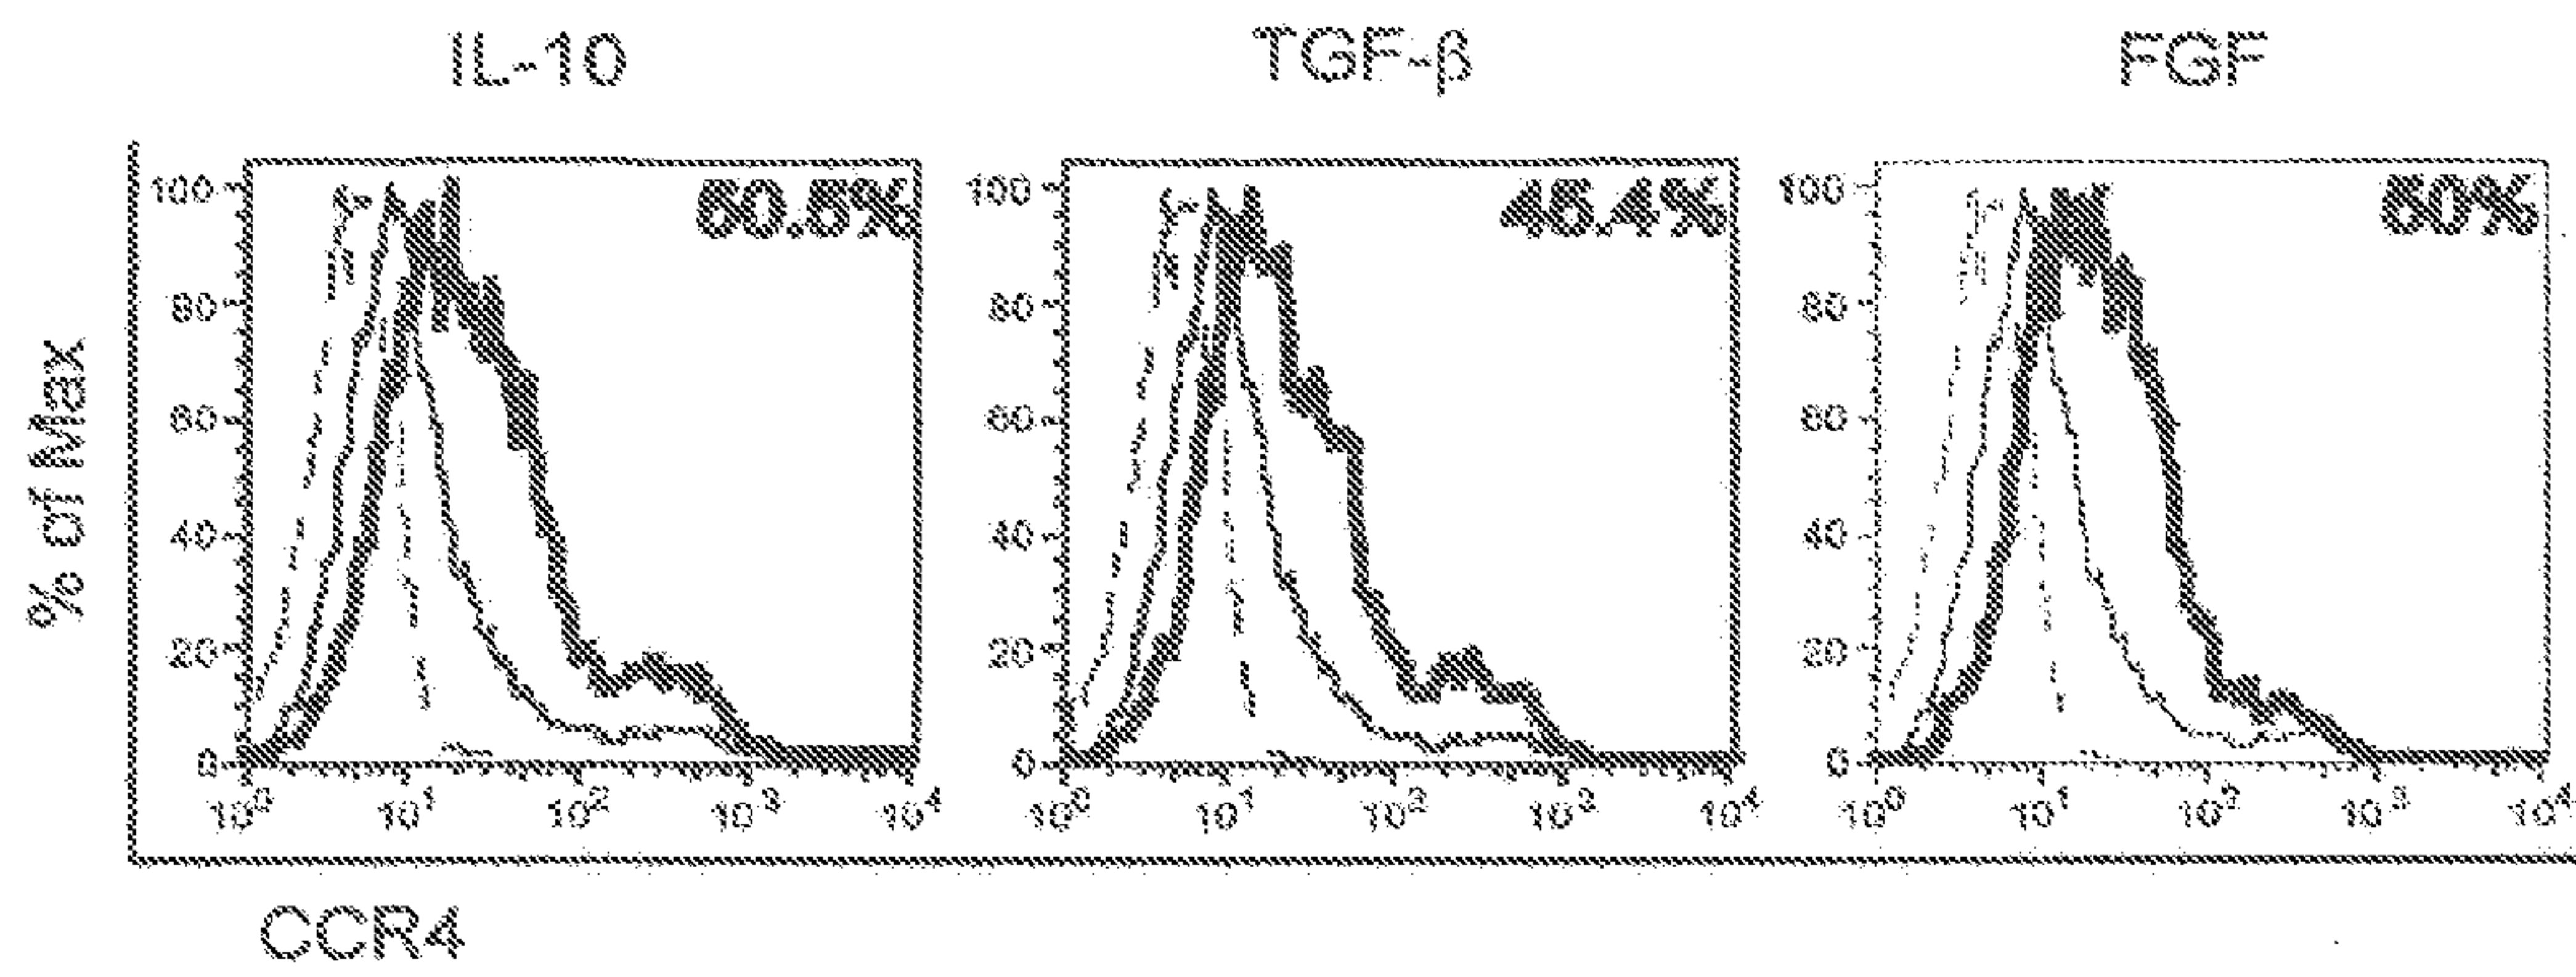 IL-10 TGF-β FGF
50.5% 45.4% 50%
100 100 100
80 80 80
60 60 60
40 40 40
20 20 20
0 0 0
% of Max
10⁰ 10¹ 10² 10³ 10⁴ 10⁰ 10¹ 10² 10³ 10⁴ 10⁰ 10¹ 10² 10³ 10⁴
CCR4